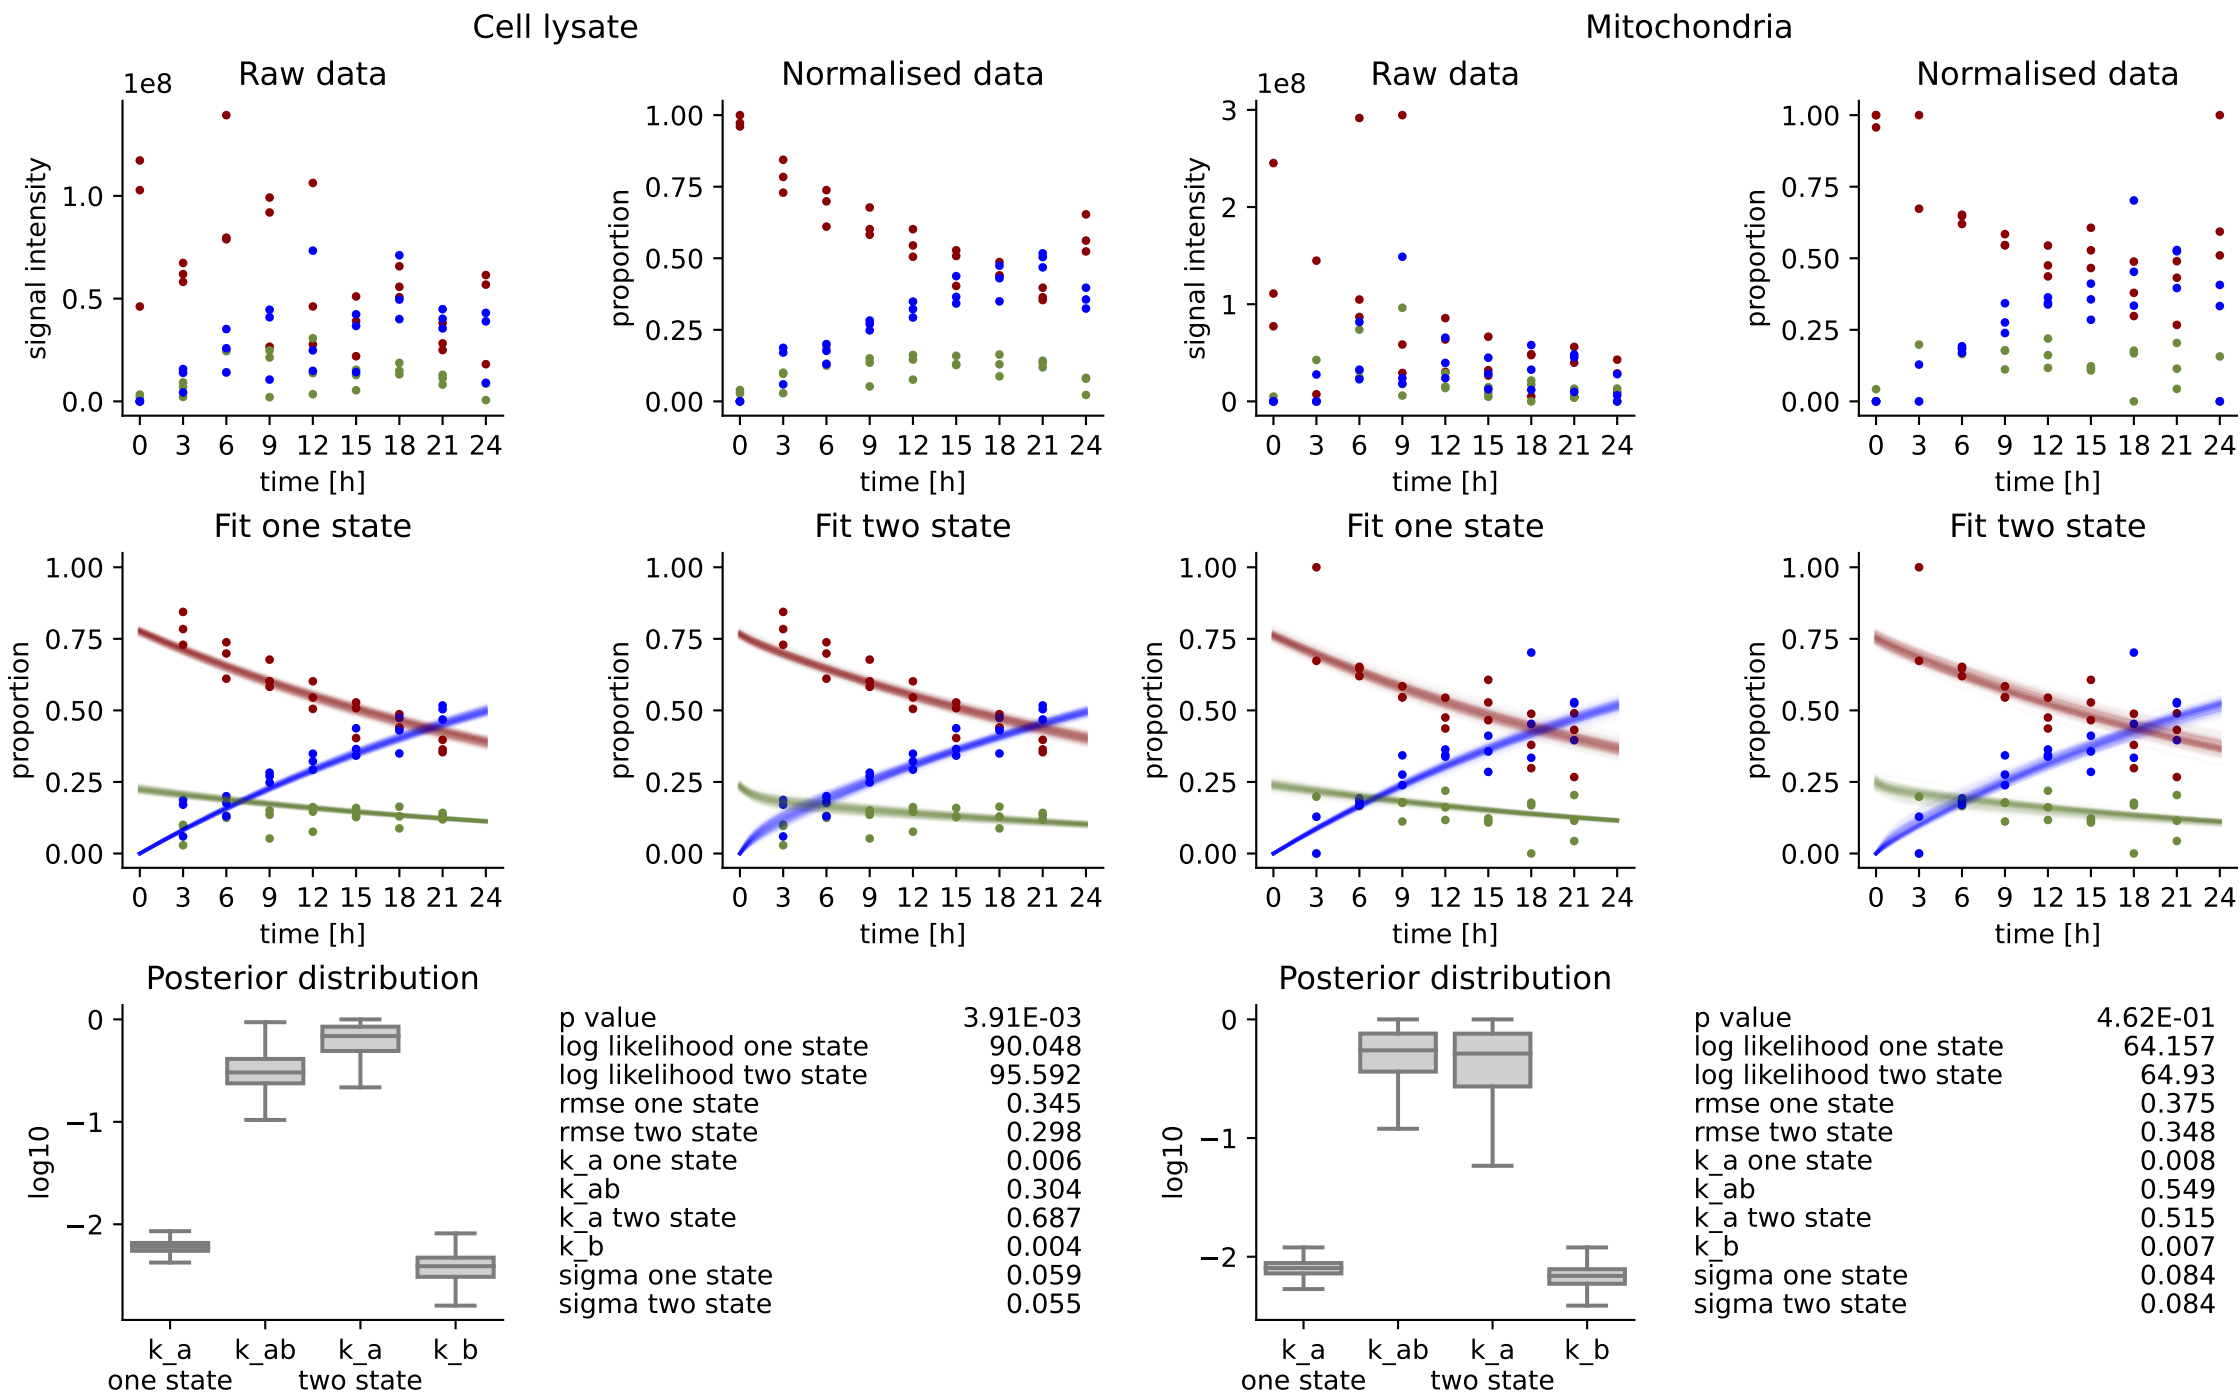 Cell lysate
Mitochondria
Raw data
Normalised data
Raw data
Normalised data
1e8
signal intensity
1.0
0.5
0.0
0 3 6 9 12 15 18 21 24
time [h]
proportion
1.00
0.75
0.50
0.25
0.00
0 3 6 9 12 15 18 21 24
time [h]
1e8
signal intensity
3
2
1
0
0 3 6 9 12 15 18 21 24
time [h]
proportion
1.00
0.75
0.50
0.25
0.00
0 3 6 9 12 15 18 21 24
time [h]
Fit one state
proportion
1.00
0.75
0.50
0.25
0.00
0 3 6 9 12 15 18 21 24
time [h]
Fit two state
proportion
1.00
0.75
0.50
0.25
0.00
0 3 6 9 12 15 18 21 24
time [h]
Fit one state
proportion
1.00
0.75
0.50
0.25
0.00
0 3 6 9 12 15 18 21 24
time [h]
Fit two state
proportion
1.00
0.75
0.50
0.25
0.00
0 3 6 9 12 15 18 21 24
time [h]
Posterior distribution
log10
0
−1
−2
k_a k_ab k_a k_b
one state two state
p value 3.91E-03
log likelihood one state 90.048
log likelihood two state 95.592
rmse one state 0.345
rmse two state 0.298
k_a one state 0.006
k_ab 0.304
k_a two state 0.687
k_b 0.004
sigma one state 0.059
sigma two state 0.055
Posterior distribution
log10
0
−1
−2
k_a k_ab k_a k_b
one state two state
p value 4.62E-01
log likelihood one state 64.157
log likelihood two state 64.93
rmse one state 0.375
rmse two state 0.348
k_a one state 0.008
k_ab 0.549
k_a two state 0.515
k_b 0.007
sigma one state 0.084
sigma two state 0.084